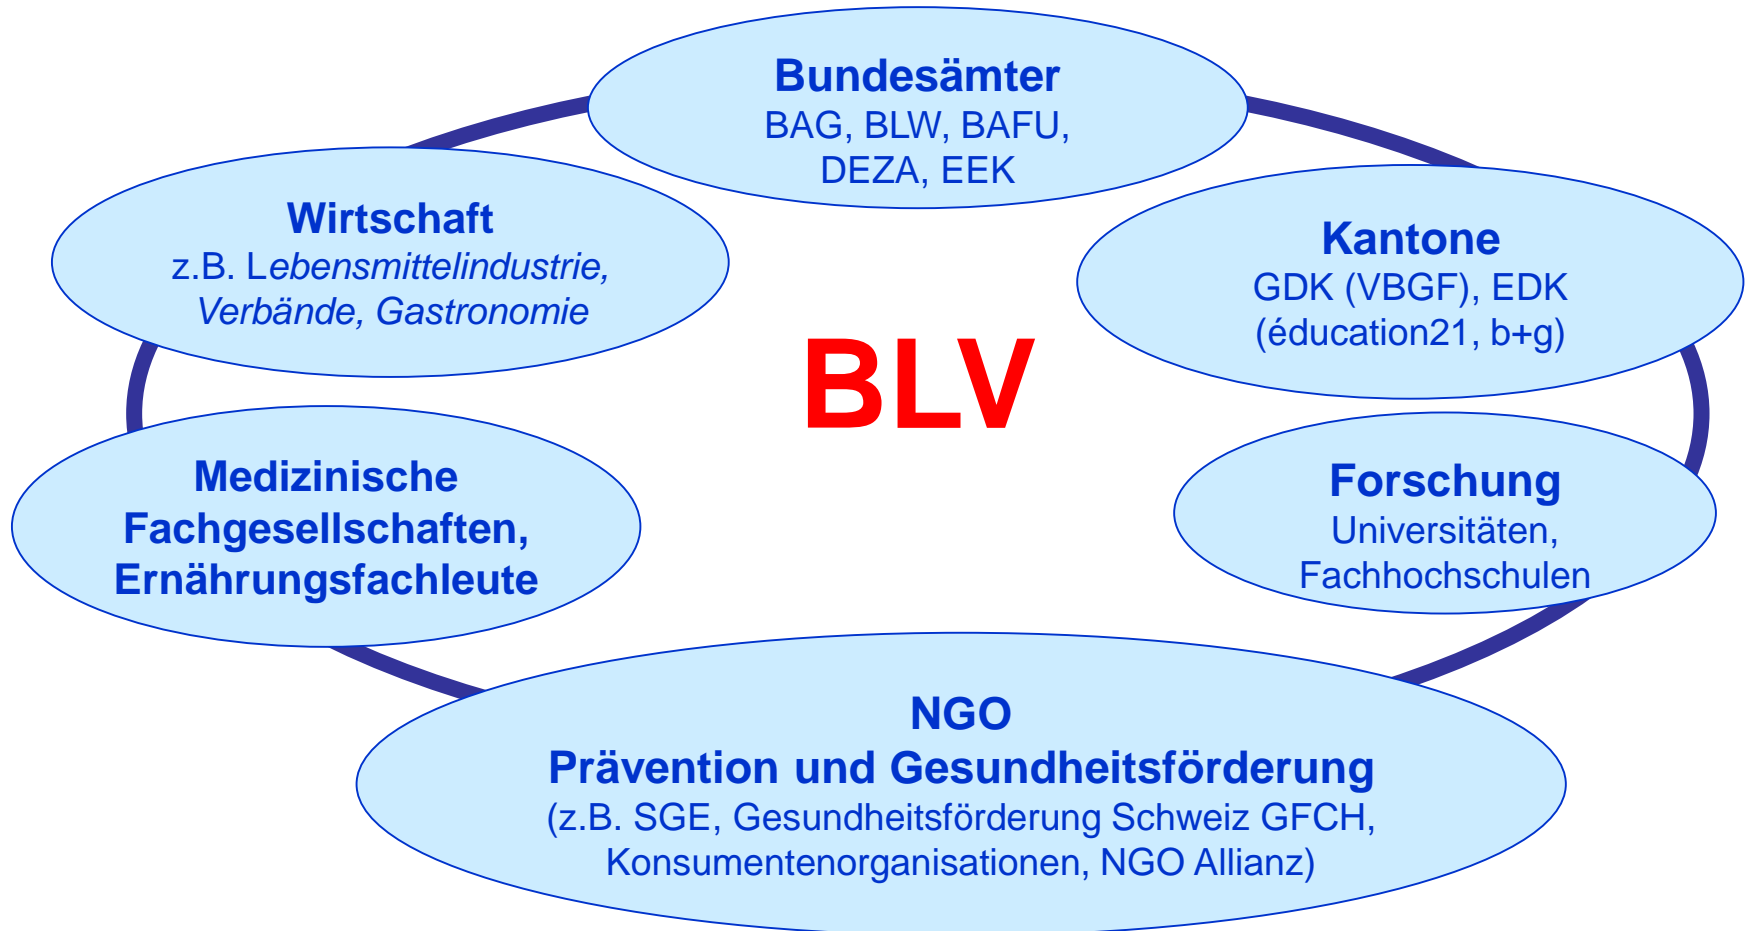 Bundesämter
BAG, BLW, BAFU,
DEZA, EEK
Wirtschaft
z.B. Lebensmittelindustrie,
Verbände, Gastronomie
Kantone
GDK (VBGF), EDK
(éducation21, b+g)
BLV
Medizinische
Fachgesellschaften,
Ernährungsfachleute
Forschung
Universitäten,
Fachhochschulen
NGO
Prävention und Gesundheitsförderung
(z.B. SGE, Gesundheitsförderung Schweiz GFCH,
Konsumentenorganisationen, NGO Allianz)